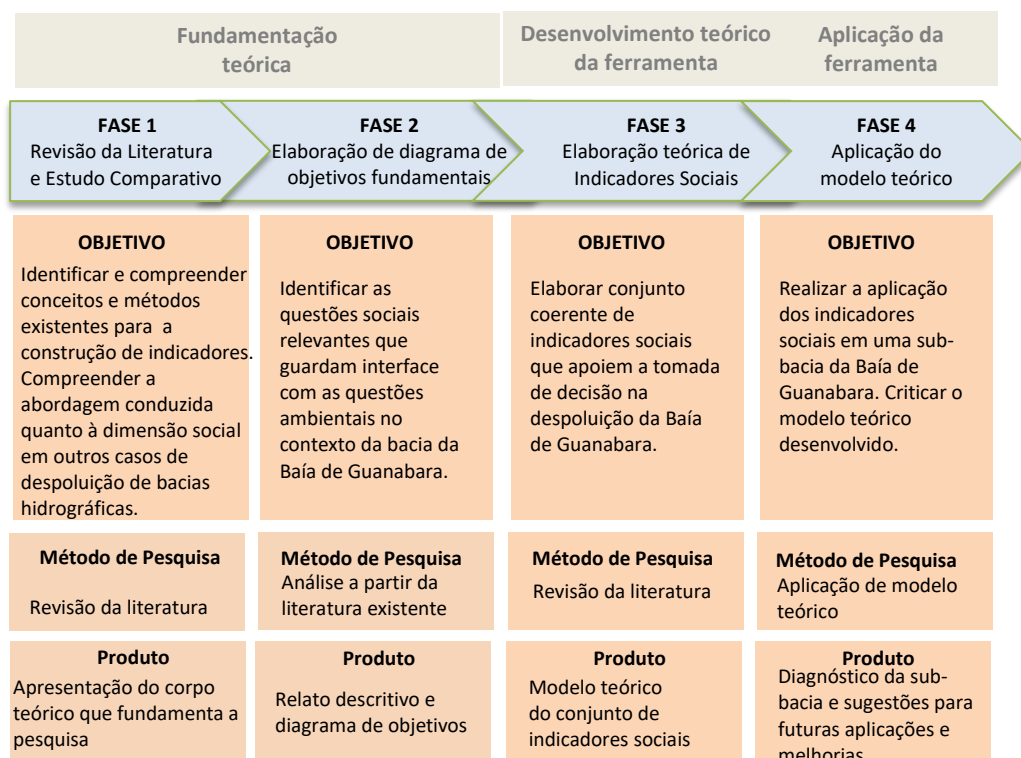 Fundamentação
teórica
Desenvolvimento teórico
da ferramenta
Aplicação da
ferramenta
FASE 1
Revisão da Literatura
e Estudo Comparativo
FASE 2
Elaboração de diagrama de
objetivos fundamentais
FASE 3
Elaboração teórica de
Indicadores Sociais
FASE 4
Aplicação do
modelo teórico
OBJETIVO
Identificar e compreender
conceitos e métodos
existentes para a
construção de indicadores.
Compreender a
abordagem conduzida
quanto à dimensão social
em outros casos de
despoluição de bacias
hidrográficas.
OBJETIVO
Identificar as
questões sociais
relevantes que
guardam interface
com as questões
ambientais no
contexto da bacia da
Baía de Guanabara.
OBJETIVO
Elaborar conjunto
coerente de
indicadores sociais
que apoiem a tomada
de decisão na
despoluição da Baía
de Guanabara.
OBJETIVO
Realizar a aplicação
dos indicadores
sociais em uma sub-
bacia da Baía de
Guanabara. Criticar o
modelo teórico
desenvolvido.
Método de Pesquisa
Revisão da literatura
Método de Pesquisa
Análise a partir da
literatura existente
Método de Pesquisa
Revisão da literatura
Método de Pesquisa
Aplicação de modelo
teórico
Produto
Apresentação do corpo
teórico que fundamenta a
pesquisa
Produto
Relato descritivo e
diagrama de objetivos
Produto
Modelo teórico
do conjunto de
indicadores sociais
Produto
Diagnóstico da sub-
bacia e sugestões para
futuras aplicações e
melhorias